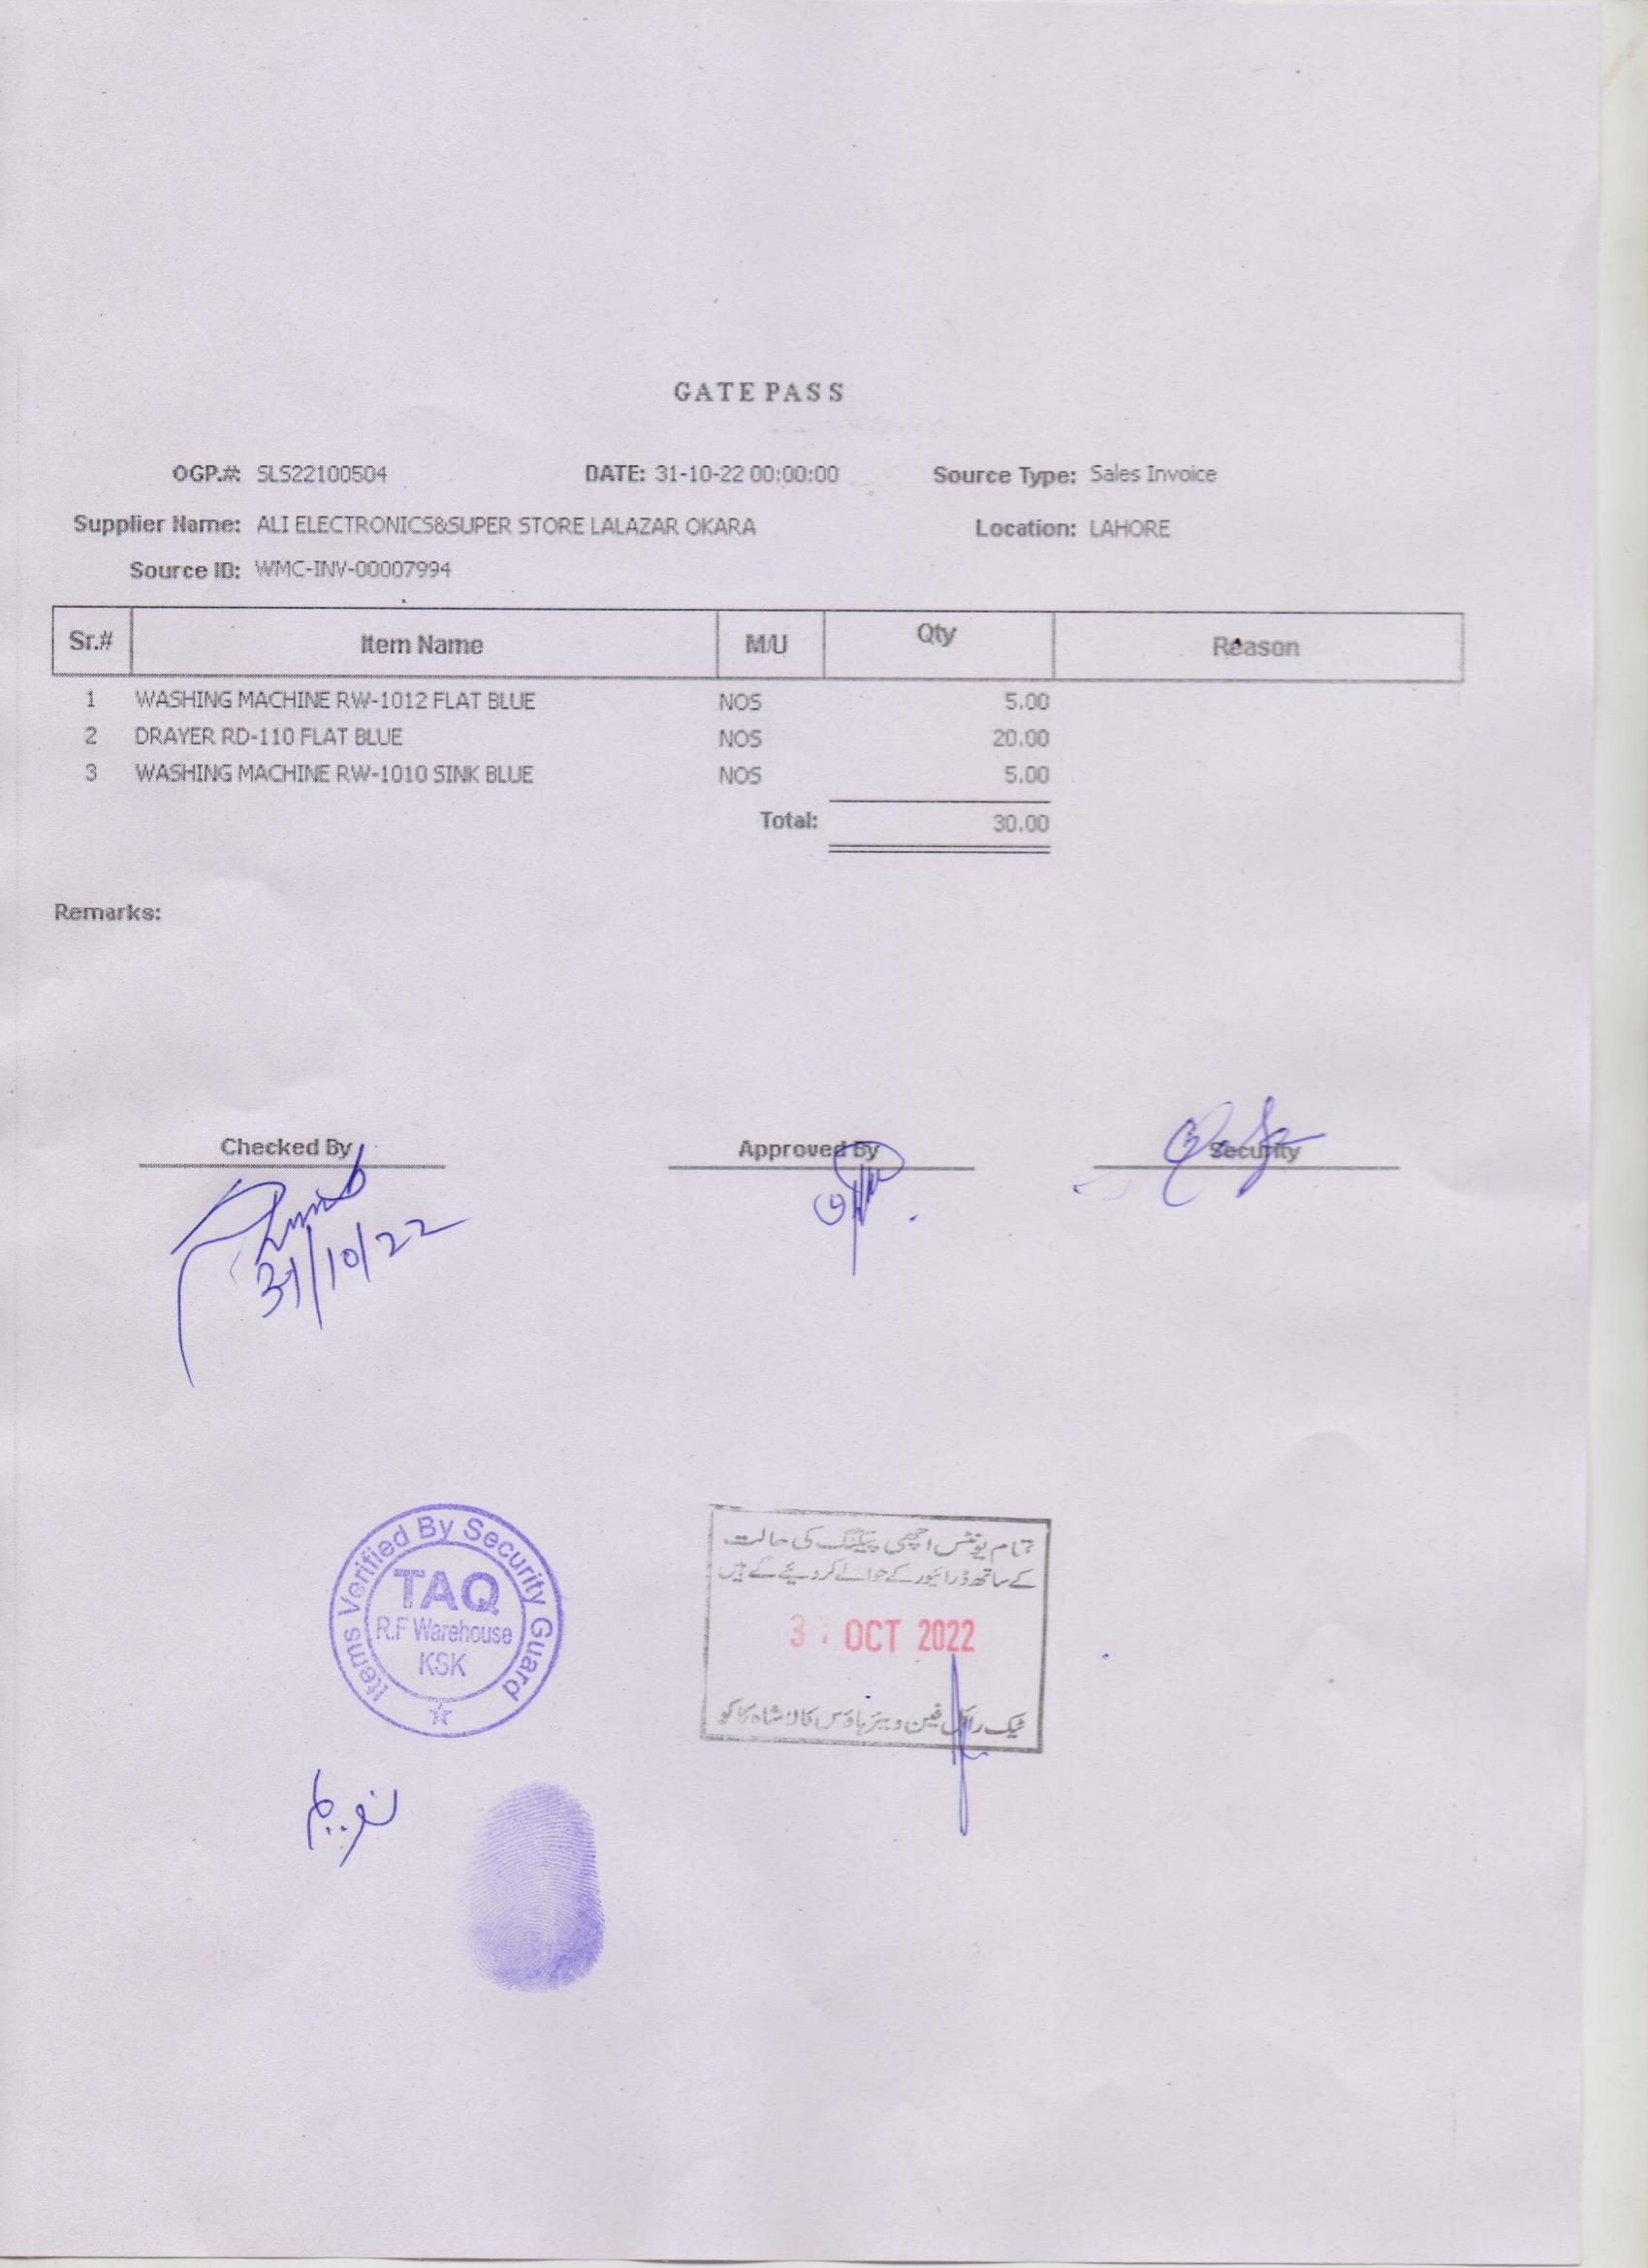 GATE PASS
OGP.#: SLS22100504 DATE: 31-10-22 00:00:00 Source Type: Sales Invoice
Supplier Name: ALI ELECTRONICS&SUPER STORE LALAZAR OKARA Location: LAHORE
Source ID: WMC-INV-00007994
Sr.# Item Name M/U Qty Reason
1 WASHING MACHINE RW-1012 FLAT BLUE NOS 5.00
2 DRAYER RD-110 FLAT BLUE NOS 20.00
3 WASHING MACHINE RW-1010 SINK BLUE NOS 5.00
Total: 30.00
Remarks:
Checked By Approved By Security
31/10/22
Items Verified By Security Guard
TAQ
R.F Warehouse
KSK
تمام یونٹس اچھی پیکنگ کی حالت
کے ساتھ ڈرائیور کے حوالے کر دیئے گئے ہیں
OCT 2022
ٹیک رائل فین ویئر ہاؤس کالا شاہ کاکو